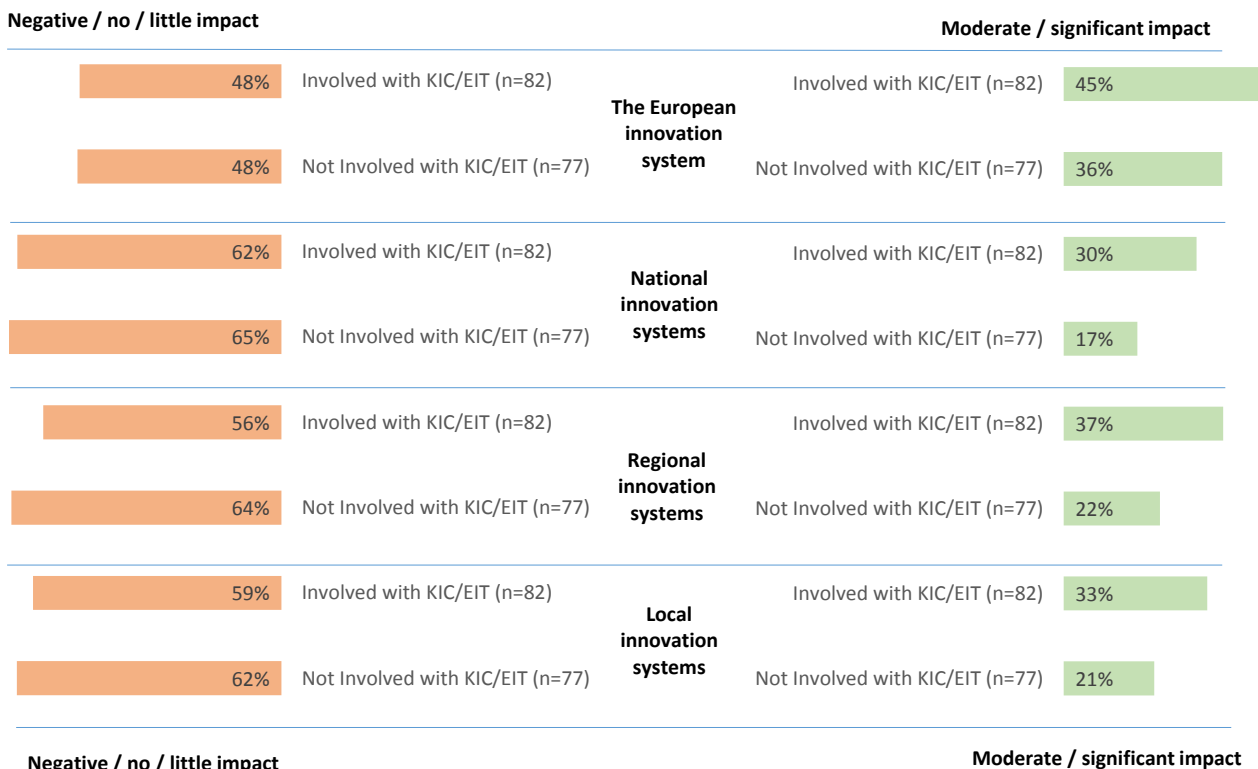 Negative / no / little impact
Moderate / significant impact
48% Involved with KIC/EIT (n=82) Involved with KIC/EIT (n=82) 45%
The European
innovation
system
48% Not Involved with KIC/EIT (n=77) Not Involved with KIC/EIT (n=77) 36%
62% Involved with KIC/EIT (n=82) Involved with KIC/EIT (n=82) 30%
National
innovation
systems
65% Not Involved with KIC/EIT (n=77) Not Involved with KIC/EIT (n=77) 17%
56% Involved with KIC/EIT (n=82) Involved with KIC/EIT (n=82) 37%
Regional
innovation
systems
64% Not Involved with KIC/EIT (n=77) Not Involved with KIC/EIT (n=77) 22%
59% Involved with KIC/EIT (n=82) Involved with KIC/EIT (n=82) 33%
Local
innovation
systems
62% Not Involved with KIC/EIT (n=77) Not Involved with KIC/EIT (n=77) 21%
Negative / no / little impact
Moderate / significant impact